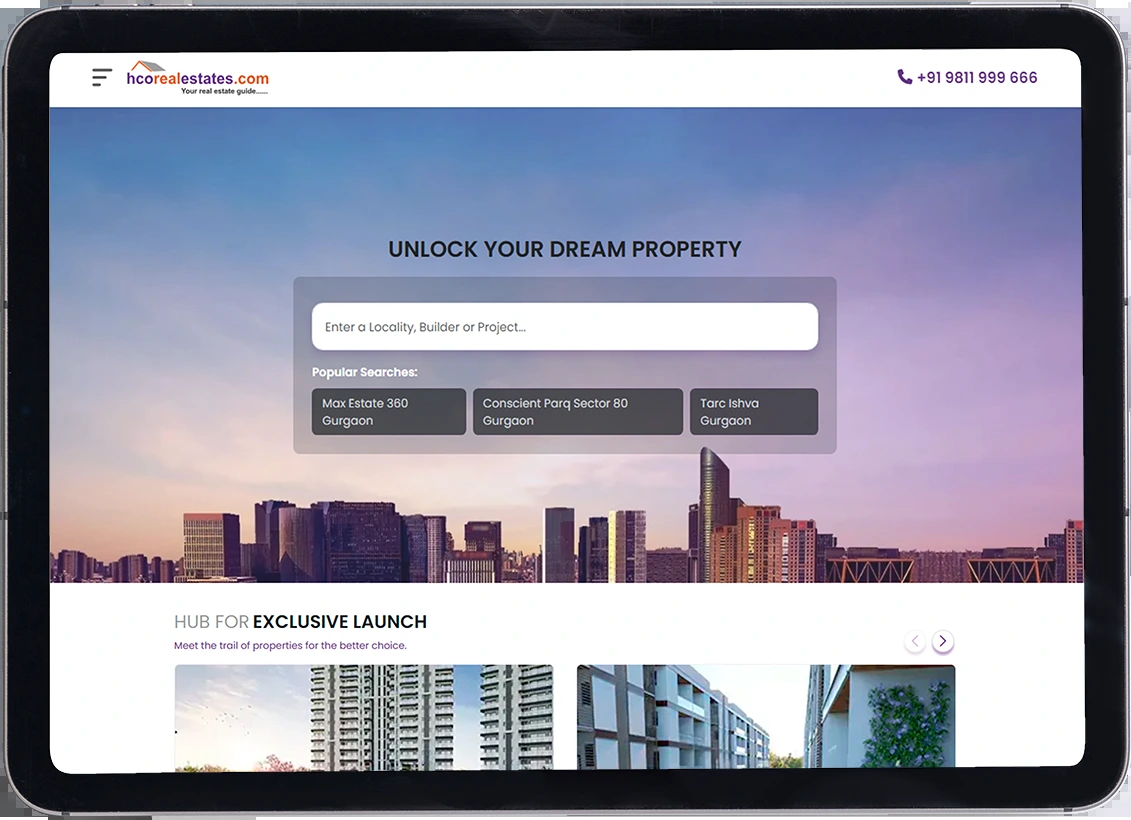 hcorealestates.com
Your real estate guide......
+91 9811 999 666
UNLOCK YOUR DREAM PROPERTY
Enter a Locality, Builder or Project...
Popular Searches:
Max Estate 360
Gurgaon
Conscient Parq Sector 80
Gurgaon
Tarc Ishva
Gurgaon
HUB FOR EXCLUSIVE LAUNCH
Meet the trail of properties for the better choice.